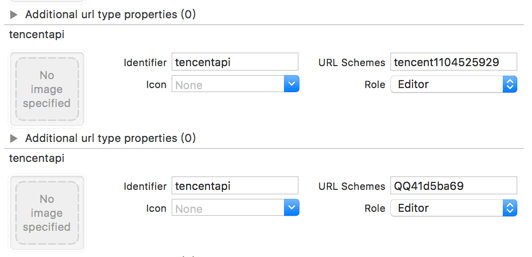 Additional url type properties (0)
tencentapi
No image specified
Identifier tencentapi URL Schemes tencent1104525929
Icon None Role Editor
Additional url type properties (0)
tencentapi
No image specified
Identifier tencentapi URL Schemes QQ41d5ba69
Icon None Role Editor